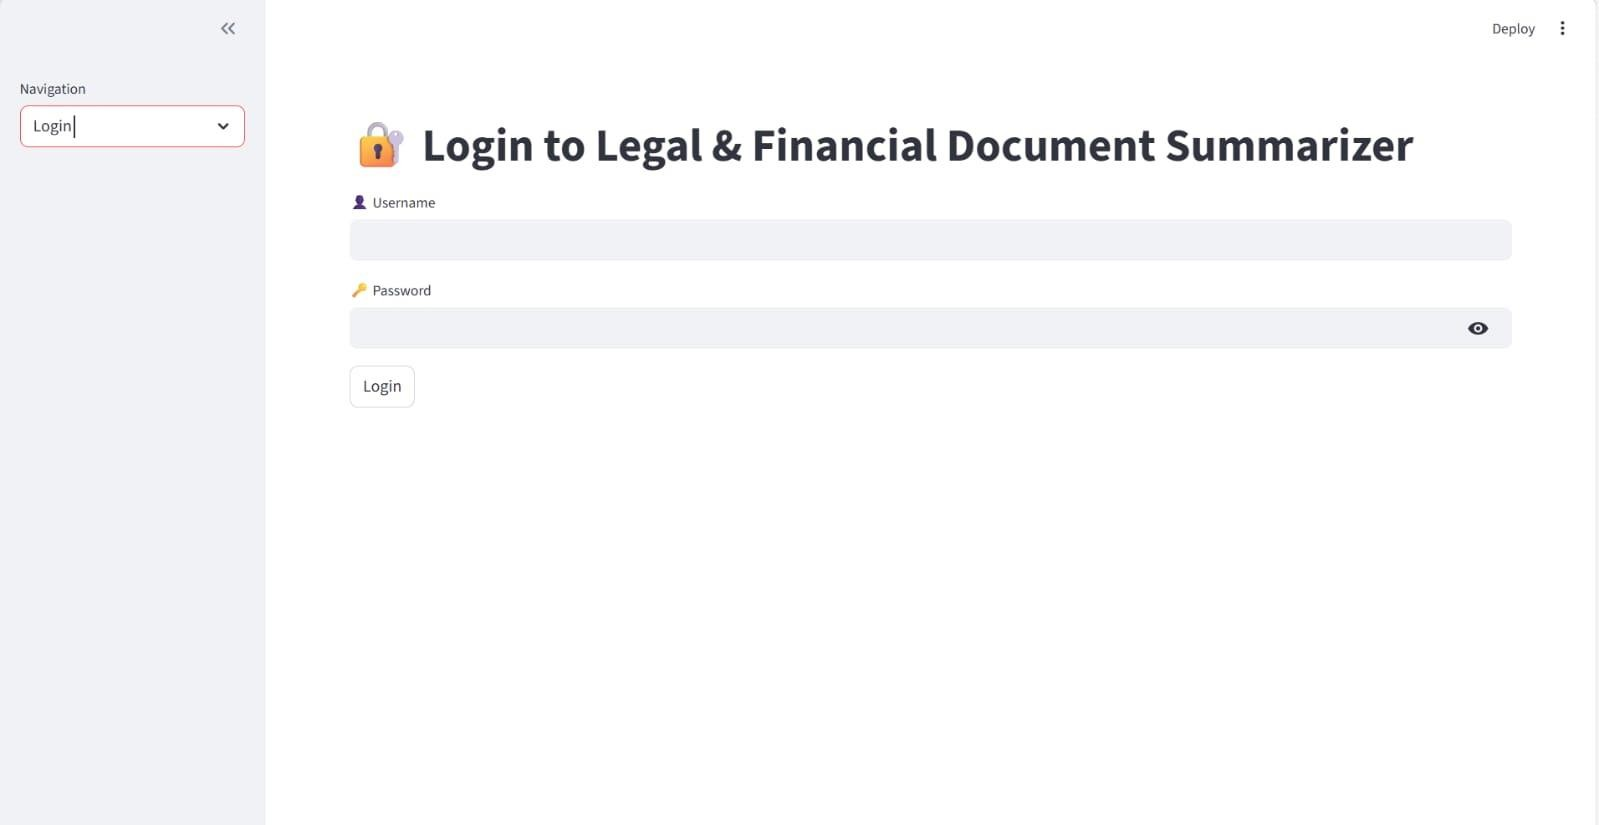 Deploy
Navigation
Login
Login to Legal & Financial Document Summarizer
Username
Password
Login